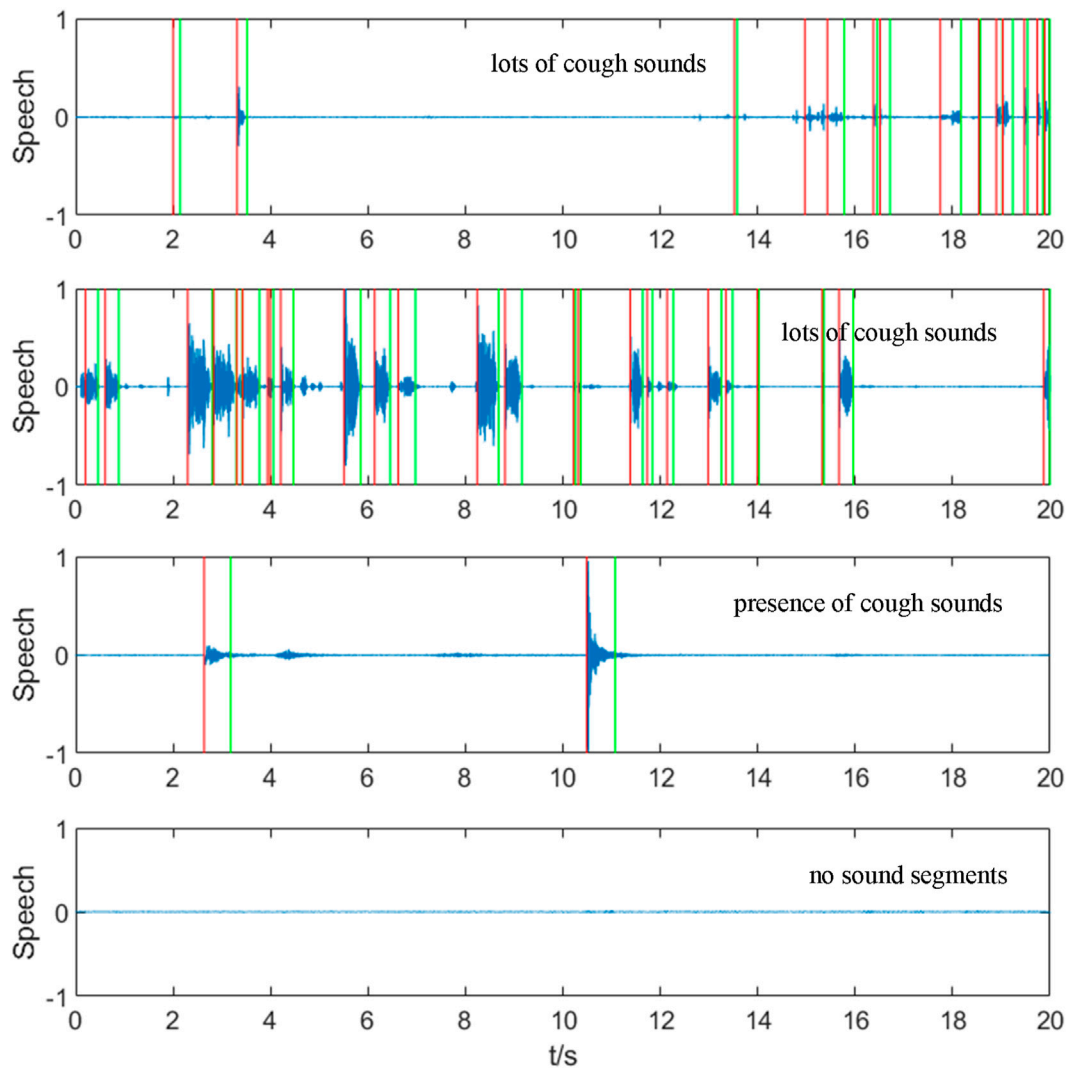 1
lots of cough sounds
Speech
0
-1
0 2 4 6 8 10 12 14 16 18 20
1
lots of cough sounds
Speech
0
-1
0 2 4 6 8 10 12 14 16 18 20
1
presence of cough sounds
Speech
0
-1
0 2 4 6 8 10 12 14 16 18 20
1
no sound segments
Speech
0
-1
0 2 4 6 8 10 12 14 16 18 20
t/s